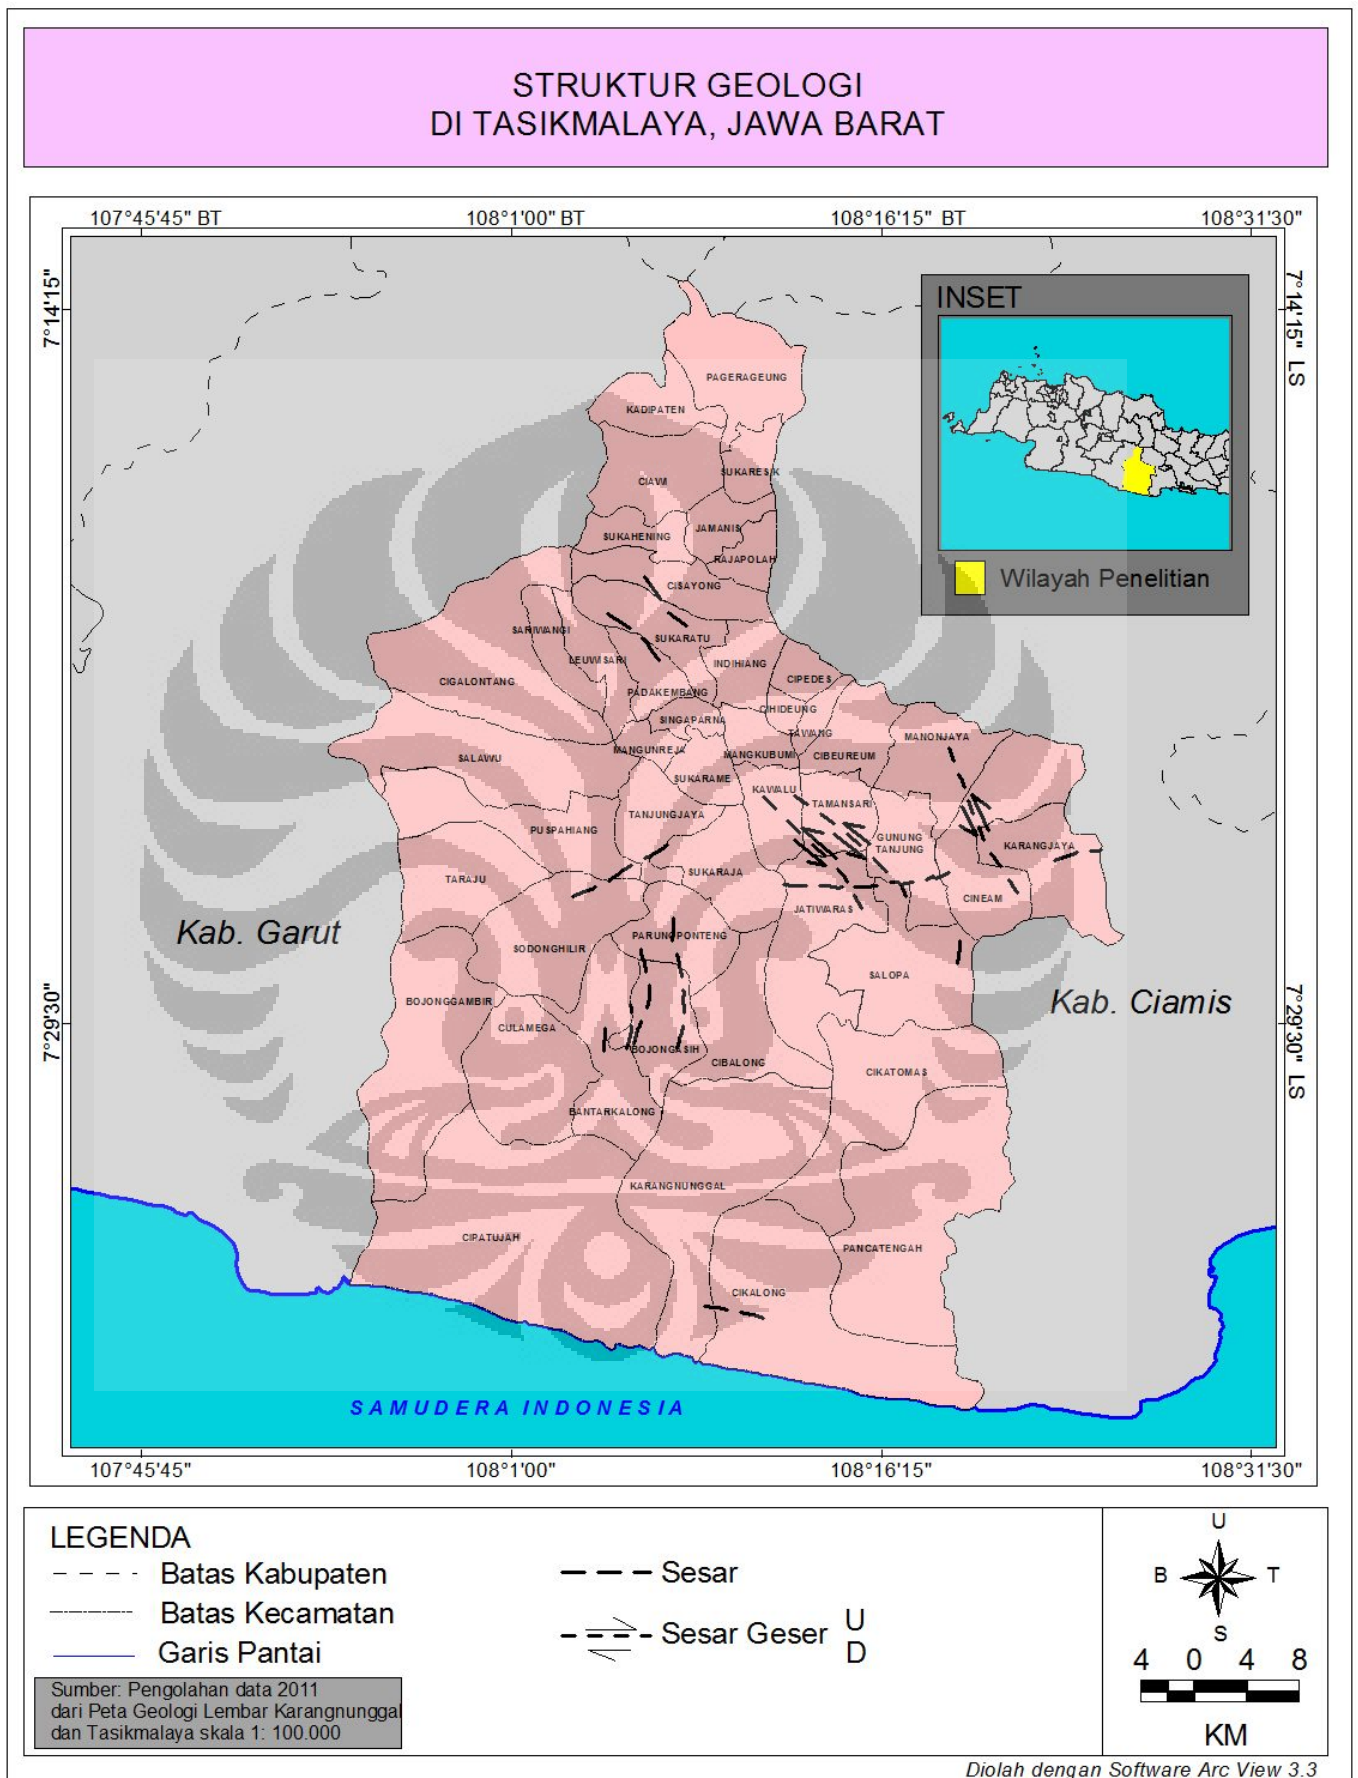 STRUKTUR GEOLOGI
DI TASIKMALAYA, JAWA BARAT
107°45'45" BT
108°1'00" BT
108°16'15" BT
108°31'30"
7°14'15"
7°14'15" LS
INSET
Wilayah Penelitian
PAGERAGEUNG
KADIPATEN
SUKARESIK
CIAWI
JAMANIS
SUKAHENING
RAJAPOLAH
CISAYONG
SARIWANGI
SUKARATU
LEUWISARI
INDIHIANG
CIGALONTANG
CIPEDES
PADAKEMBANG
CIHIDEUNG
SINGAPARNA
TAWANG
MANONJAYA
MANGUNREJA
SALAWU
MANGKUBUMI
CIBEUREUM
SUKARAME
KAWALU
TAMANSARI
TANJUNGJAYA
PUSPAHIANG
GUNUNG
TANJUNG
KARANGJAYA
SUKARAJA
TARAJU
CINEAM
JATIWARAS
Kab. Garut
PARUNGPONTENG
SODONGHILIR
SALOPA
BOJONGGAMBIR
Kab. Ciamis
7°29'30"
7°29'30" LS
CULAMEGA
BOJONGASIH
CIBALONG
CIKATOMAS
BANTARKALONG
KARANGNUNGGAL
CIPATUJAH
PANCATENGAH
CIKALONG
SAMUDERA INDONESIA
107°45'45"
108°1'00"
108°16'15"
108°31'30"
LEGENDA
Batas Kabupaten
Batas Kecamatan
Garis Pantai
Sesar
Sesar Geser
U
D
Sumber: Pengolahan data 2011
dari Peta Geologi Lembar Karangnunggal
dan Tasikmalaya skala 1: 100.000
U
B
T
S
4 0 4 8
KM
Diolah dengan Software Arc View 3.3